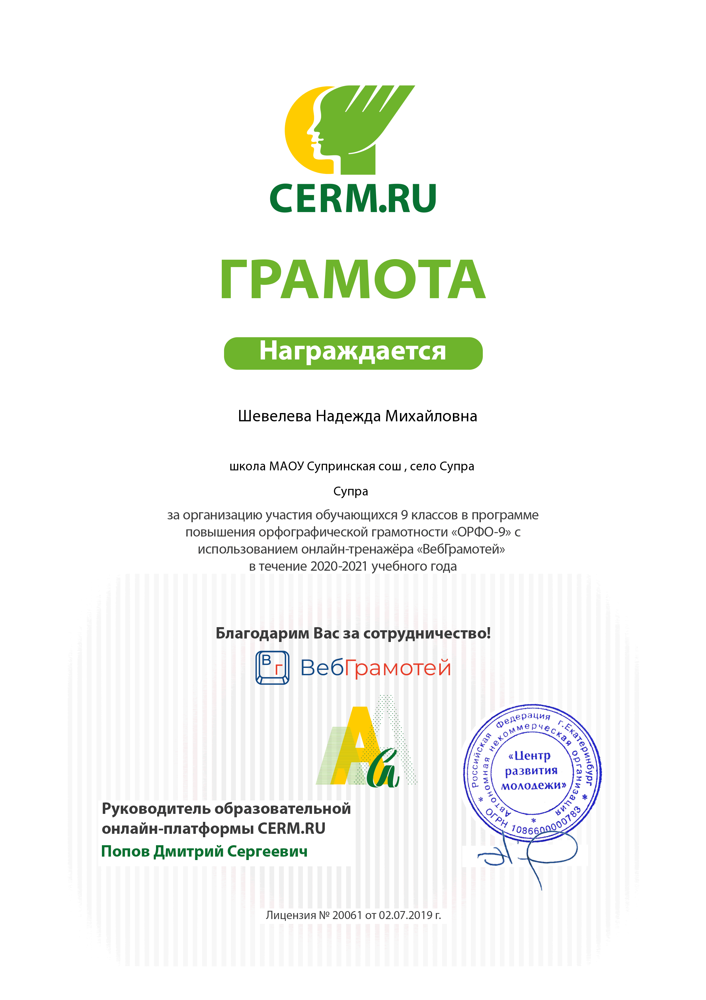 CERM.RU
ГРАМОТА
Награждается
Шевелева Надежда Михайловна
школа МАОУ Супринская сош , село Супра
Супра
за организацию участия обучающихся 9 классов в программе
повышения орфографической грамотности «ОРФО-9» с
использованием онлайн-тренажёра «ВебГрамотей»
в течение 2020-2021 учебного года
Благодарим Вас за сотрудничество!
В г ВебГрамотей
Российская Федерация г.Екатеринбург
Автономная некоммерческая организация
«Центр
развития
молодежи»
ОГРН 1086600000783
Руководитель образовательной
онлайн-платформы CERM.RU
Попов Дмитрий Сергеевич
Лицензия № 20061 от 02.07.2019 г.